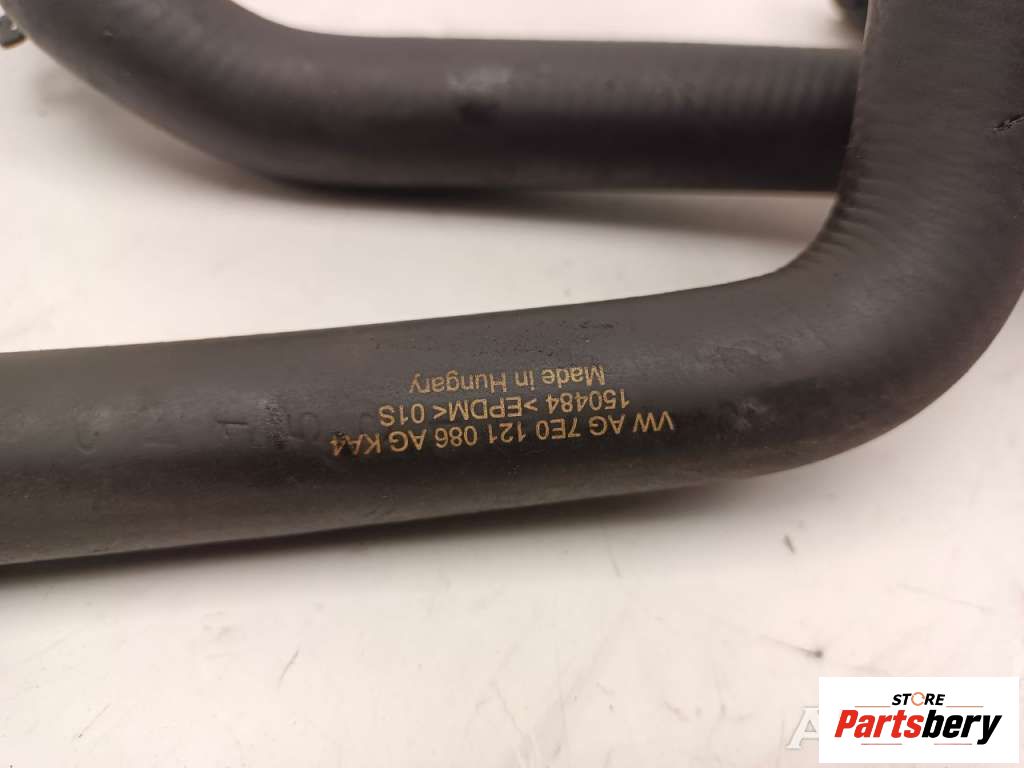 VW AG 7E0 121 086 AG KA4
150484 >EPDM< 01S
Made in Hungary
STORE
Partsbery